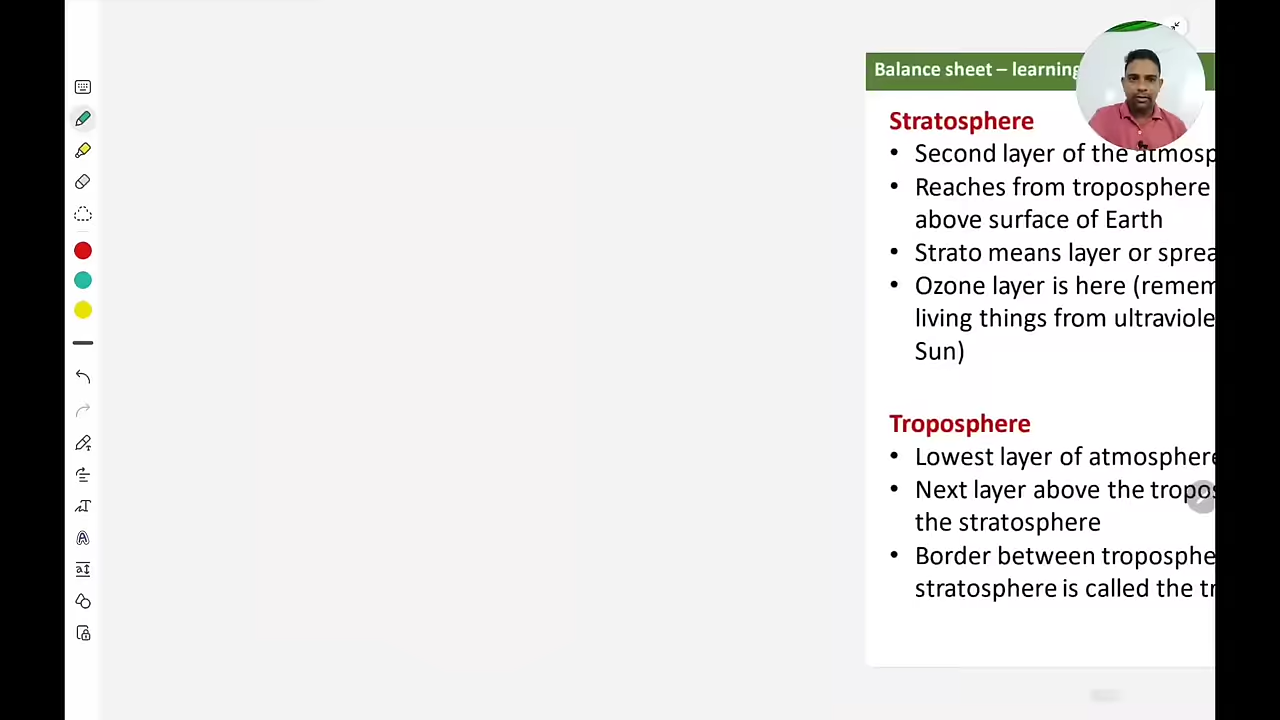 Balance sheet – learning
Stratosphere
• Second layer of the atmosp
• Reaches from troposphere
above surface of Earth
• Strato means layer or sprea
• Ozone layer is here (remem
living things from ultraviole
Sun)
Troposphere
• Lowest layer of atmosphere
• Next layer above the tropos
the stratosphere
• Border between troposphe
stratosphere is called the tr